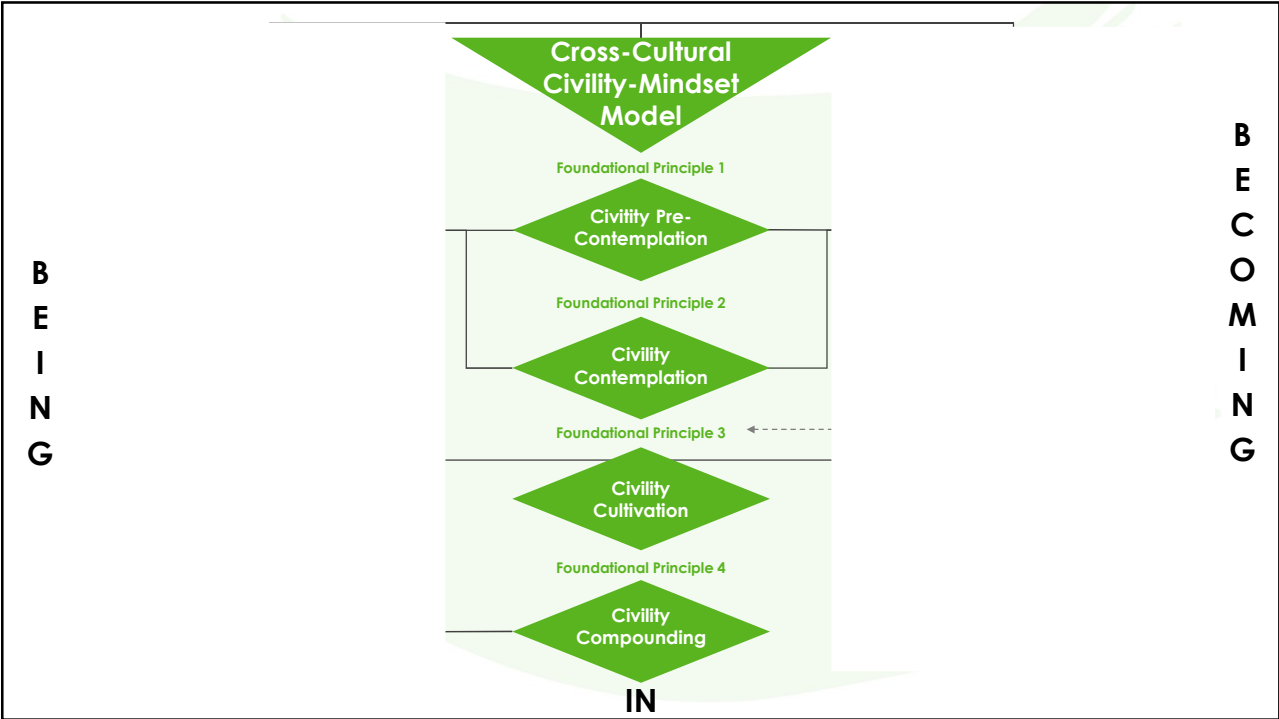 Cross-Cultural
Civility-Mindset
Model
Foundational Principle 1
Civitity Pre-
Contemplation
Foundational Principle 2
Civility
Contemplation
Foundational Principle 3
Civility
Cultivation
Foundational Principle 4
Civility
Compounding
IN
B
E
I
N
G
B
E
C
O
M
I
N
G